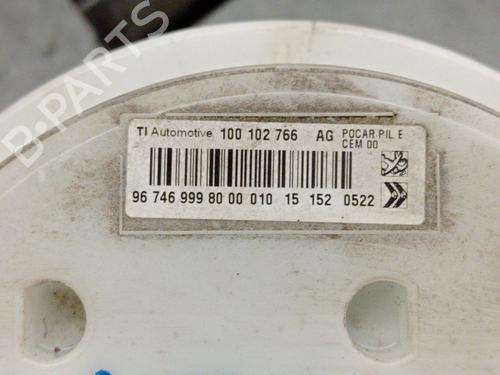 TI Automotive 100 102 766 AG POCAR PIL E
CEM 00
96 746 999 80 00 010 15 152 0522
B-PARTS